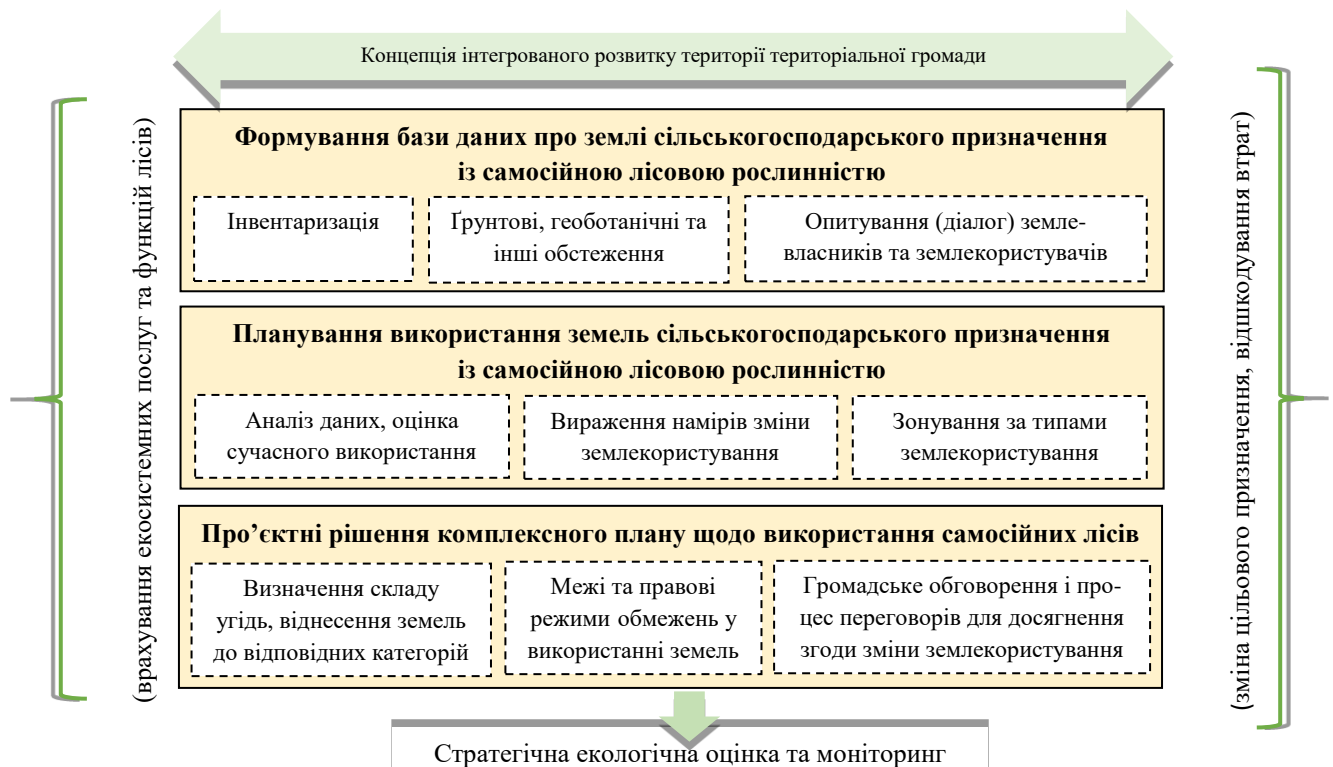 Концепція інтегрованого розвитку території територіальної громади
(врахування екосистемних послуг та функцій лісів)
Формування бази даних про землі сільськогосподарського призначення
із самосійною лісовою рослинністю
Інвентаризація
Ґрунтові, геоботанічні та
інші обстеження
Опитування (діалог) земле-
власників та землекористувачів
Планування використання земель сільськогосподарського призначення
із самосійною лісовою рослинністю
Аналіз даних, оцінка
сучасного використання
Вираження намірів зміни
землекористування
Зонування за типами
землекористування
Про’єктні рішення комплексного плану щодо використання самосійних лісів
Визначення складу
угідь, віднесення земель
до відповідних категорій
Межі та правові
режими обмежень у
використанні земель
Громадське обговорення і про-
цес переговорів для досягнення
згоди зміни землекористування
(зміна цільового призначення, відшкодування втрат)
Стратегічна екологічна оцінка та моніторинг